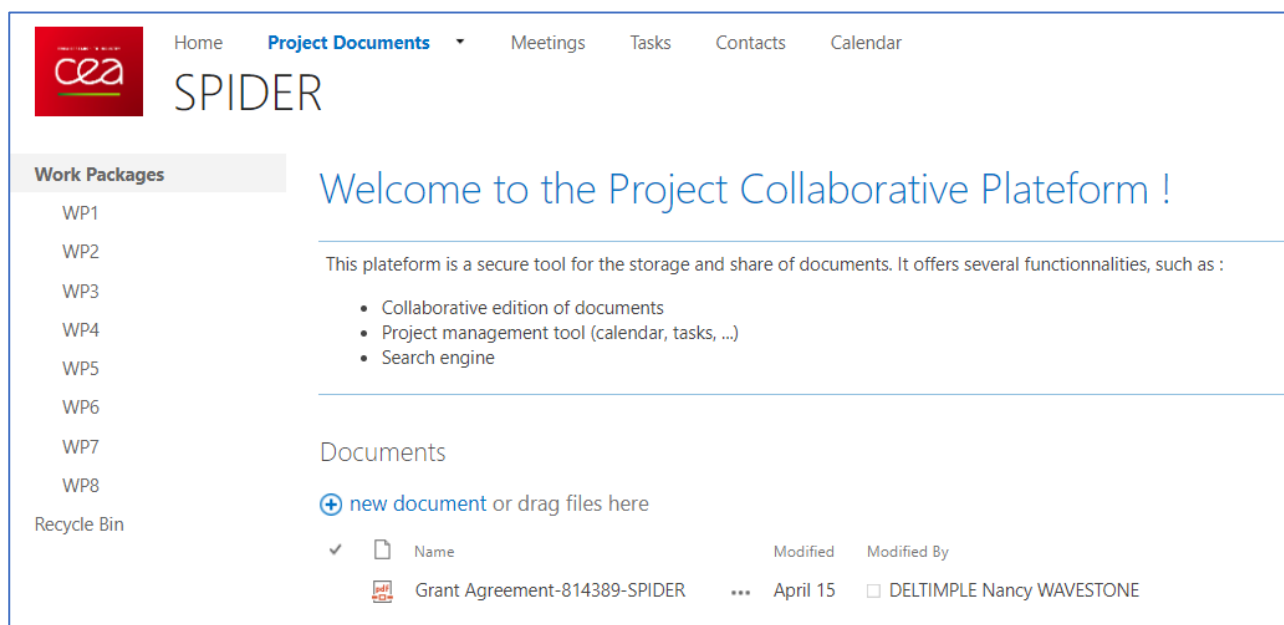 Home Project Documents Meetings Tasks Contacts Calendar
cea
SPIDER
Work Packages
WP1
WP2
WP3
WP4
WP5
WP6
WP7
WP8
Recycle Bin
Welcome to the Project Collaborative Plateform !
This plateform is a secure tool for the storage and share of documents. It offers several functionnalities, such as :
• Collaborative edition of documents
• Project management tool (calendar, tasks, ...)
• Search engine
Documents
new document or drag files here
Name Modified Modified By
pdf Grant Agreement-814389-SPIDER ... April 15 DELTIMPLE Nancy WAVESTONE